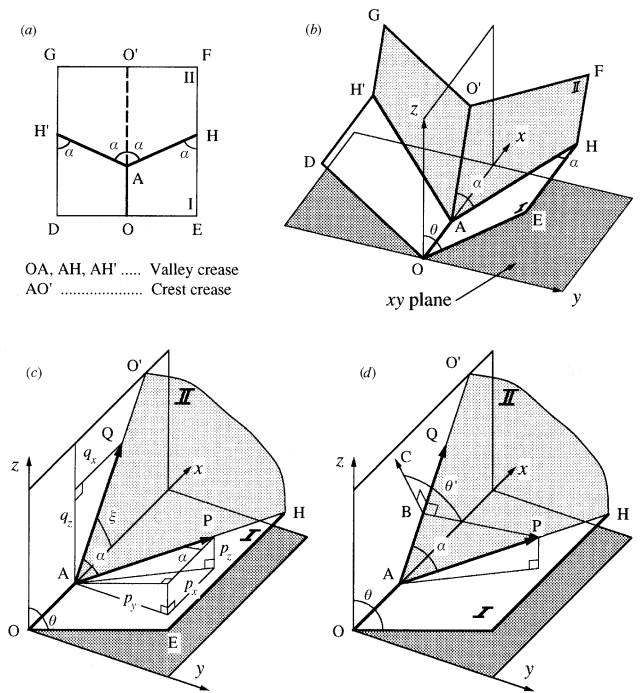 (a)
G O' F
II
H' H
α α α α
A
I
D O E
OA, AH, AH' ..... Valley crease
AO' .................... Crest crease
(b)
G
F
H' O' II
z x
H
D α α
A I E
θ
O
xy plane
y
(c)
O'
II
Q
z q_x x
ξ
q_z P H
A α α p_z I
p_y p_x
O θ E
y
(d)
O'
II
Q
C
z θ' x
B P H
A α
I
O θ
y